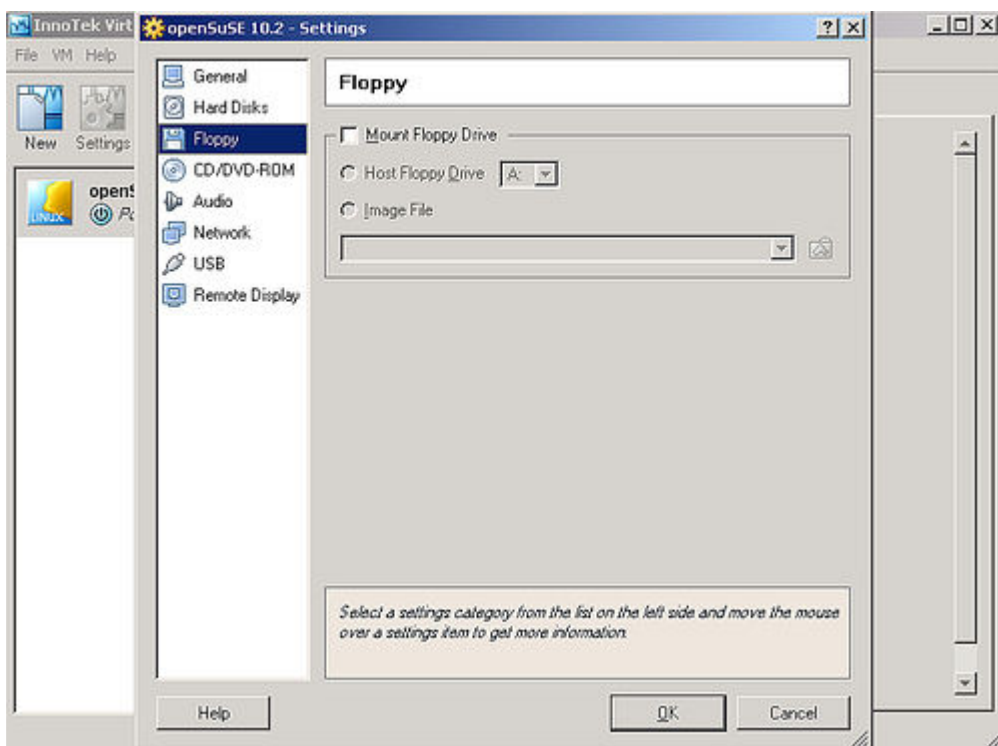 InnoTek Virt
openSuSE 10.2 - Settings
File VM Help
New Settings
openS
LINUX
General
Hard Disks
Floppy
CD/DVD-ROM
Audio
Network
USB
Remote Display
Floppy
Mount Floppy Drive
Host Floppy Drive A:
Image File
Select a settings category from the list on the left side and move the mouse
over a settings item to get more information.
Help
OK
Cancel